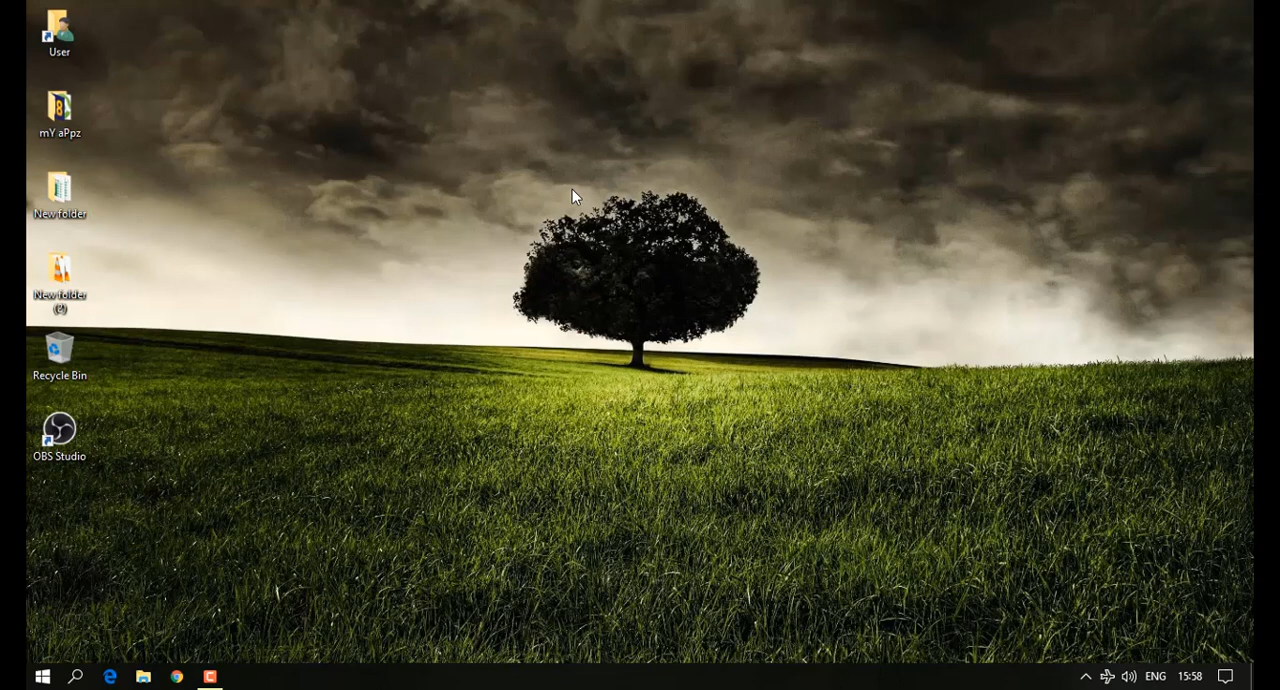 User
mY aPpz
New folder
New folder
(2)
Recycle Bin
OBS Studio
ENG
15:58